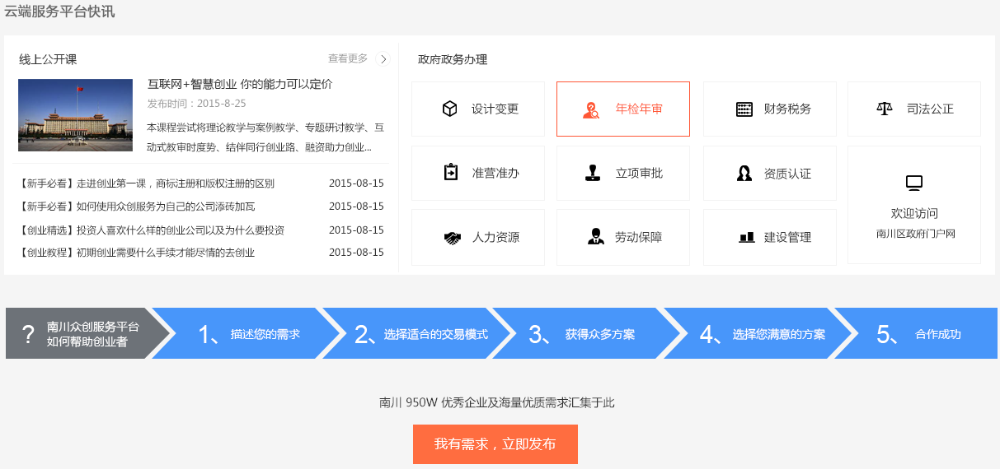 云端服务平台快讯
线上公开课
查看更多
互联网+智慧创业 你的能力可以定价
发布时间：2015-8-25
本课程尝试将理论教学与案例教学、专题研讨教学、互
动式教审时度势、结伴同行创业路、融资助力创业...
【新手必看】走进创业第一课，商标注册和版权注册的区别 2015-08-15
【新手必看】如何使用众创服务为自己的公司添砖加瓦 2015-08-15
【创业精选】投资人喜欢什么样的创业公司以及为什么要投资 2015-08-15
【创业教程】初期创业需要什么手续才能尽情的去创业 2015-08-15
政府政务办理
设计变更
年检年审
财务税务
司法公正
准营准办
立项审批
资质认证
人力资源
劳动保障
建设管理
欢迎访问
南川区政府门户网
? 南川众创服务平台
如何帮助创业者
1、描述您的需求
2、选择适合的交易模式
3、获得众多方案
4、选择您满意的方案
5、合作成功
南川 950W 优秀企业及海量优质需求汇集于此
我有需求，立即发布